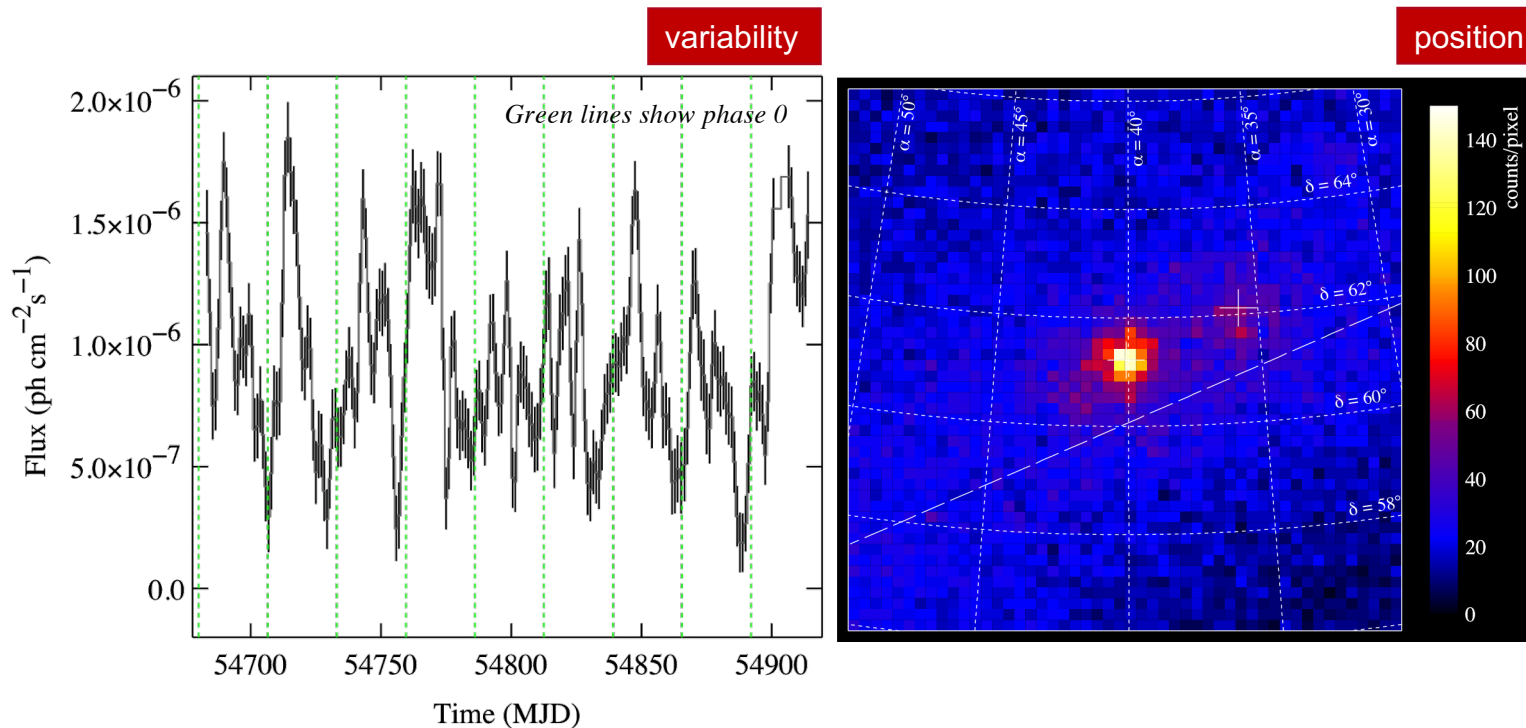 variability
position
Green lines show phase 0
Flux (ph cm⁻²s⁻¹)
2.0×10⁻⁶
1.5×10⁻⁶
1.0×10⁻⁶
5.0×10⁻⁷
0.0
54700
54760
54800
54850
54900
Time (MJD)
α = 50°
α = 45°
α = 40°
α = 35°
α = 30°
δ = 64°
δ = 62°
δ = 60°
δ = 58°
counts/pixel
140
120
100
80
60
40
20
0